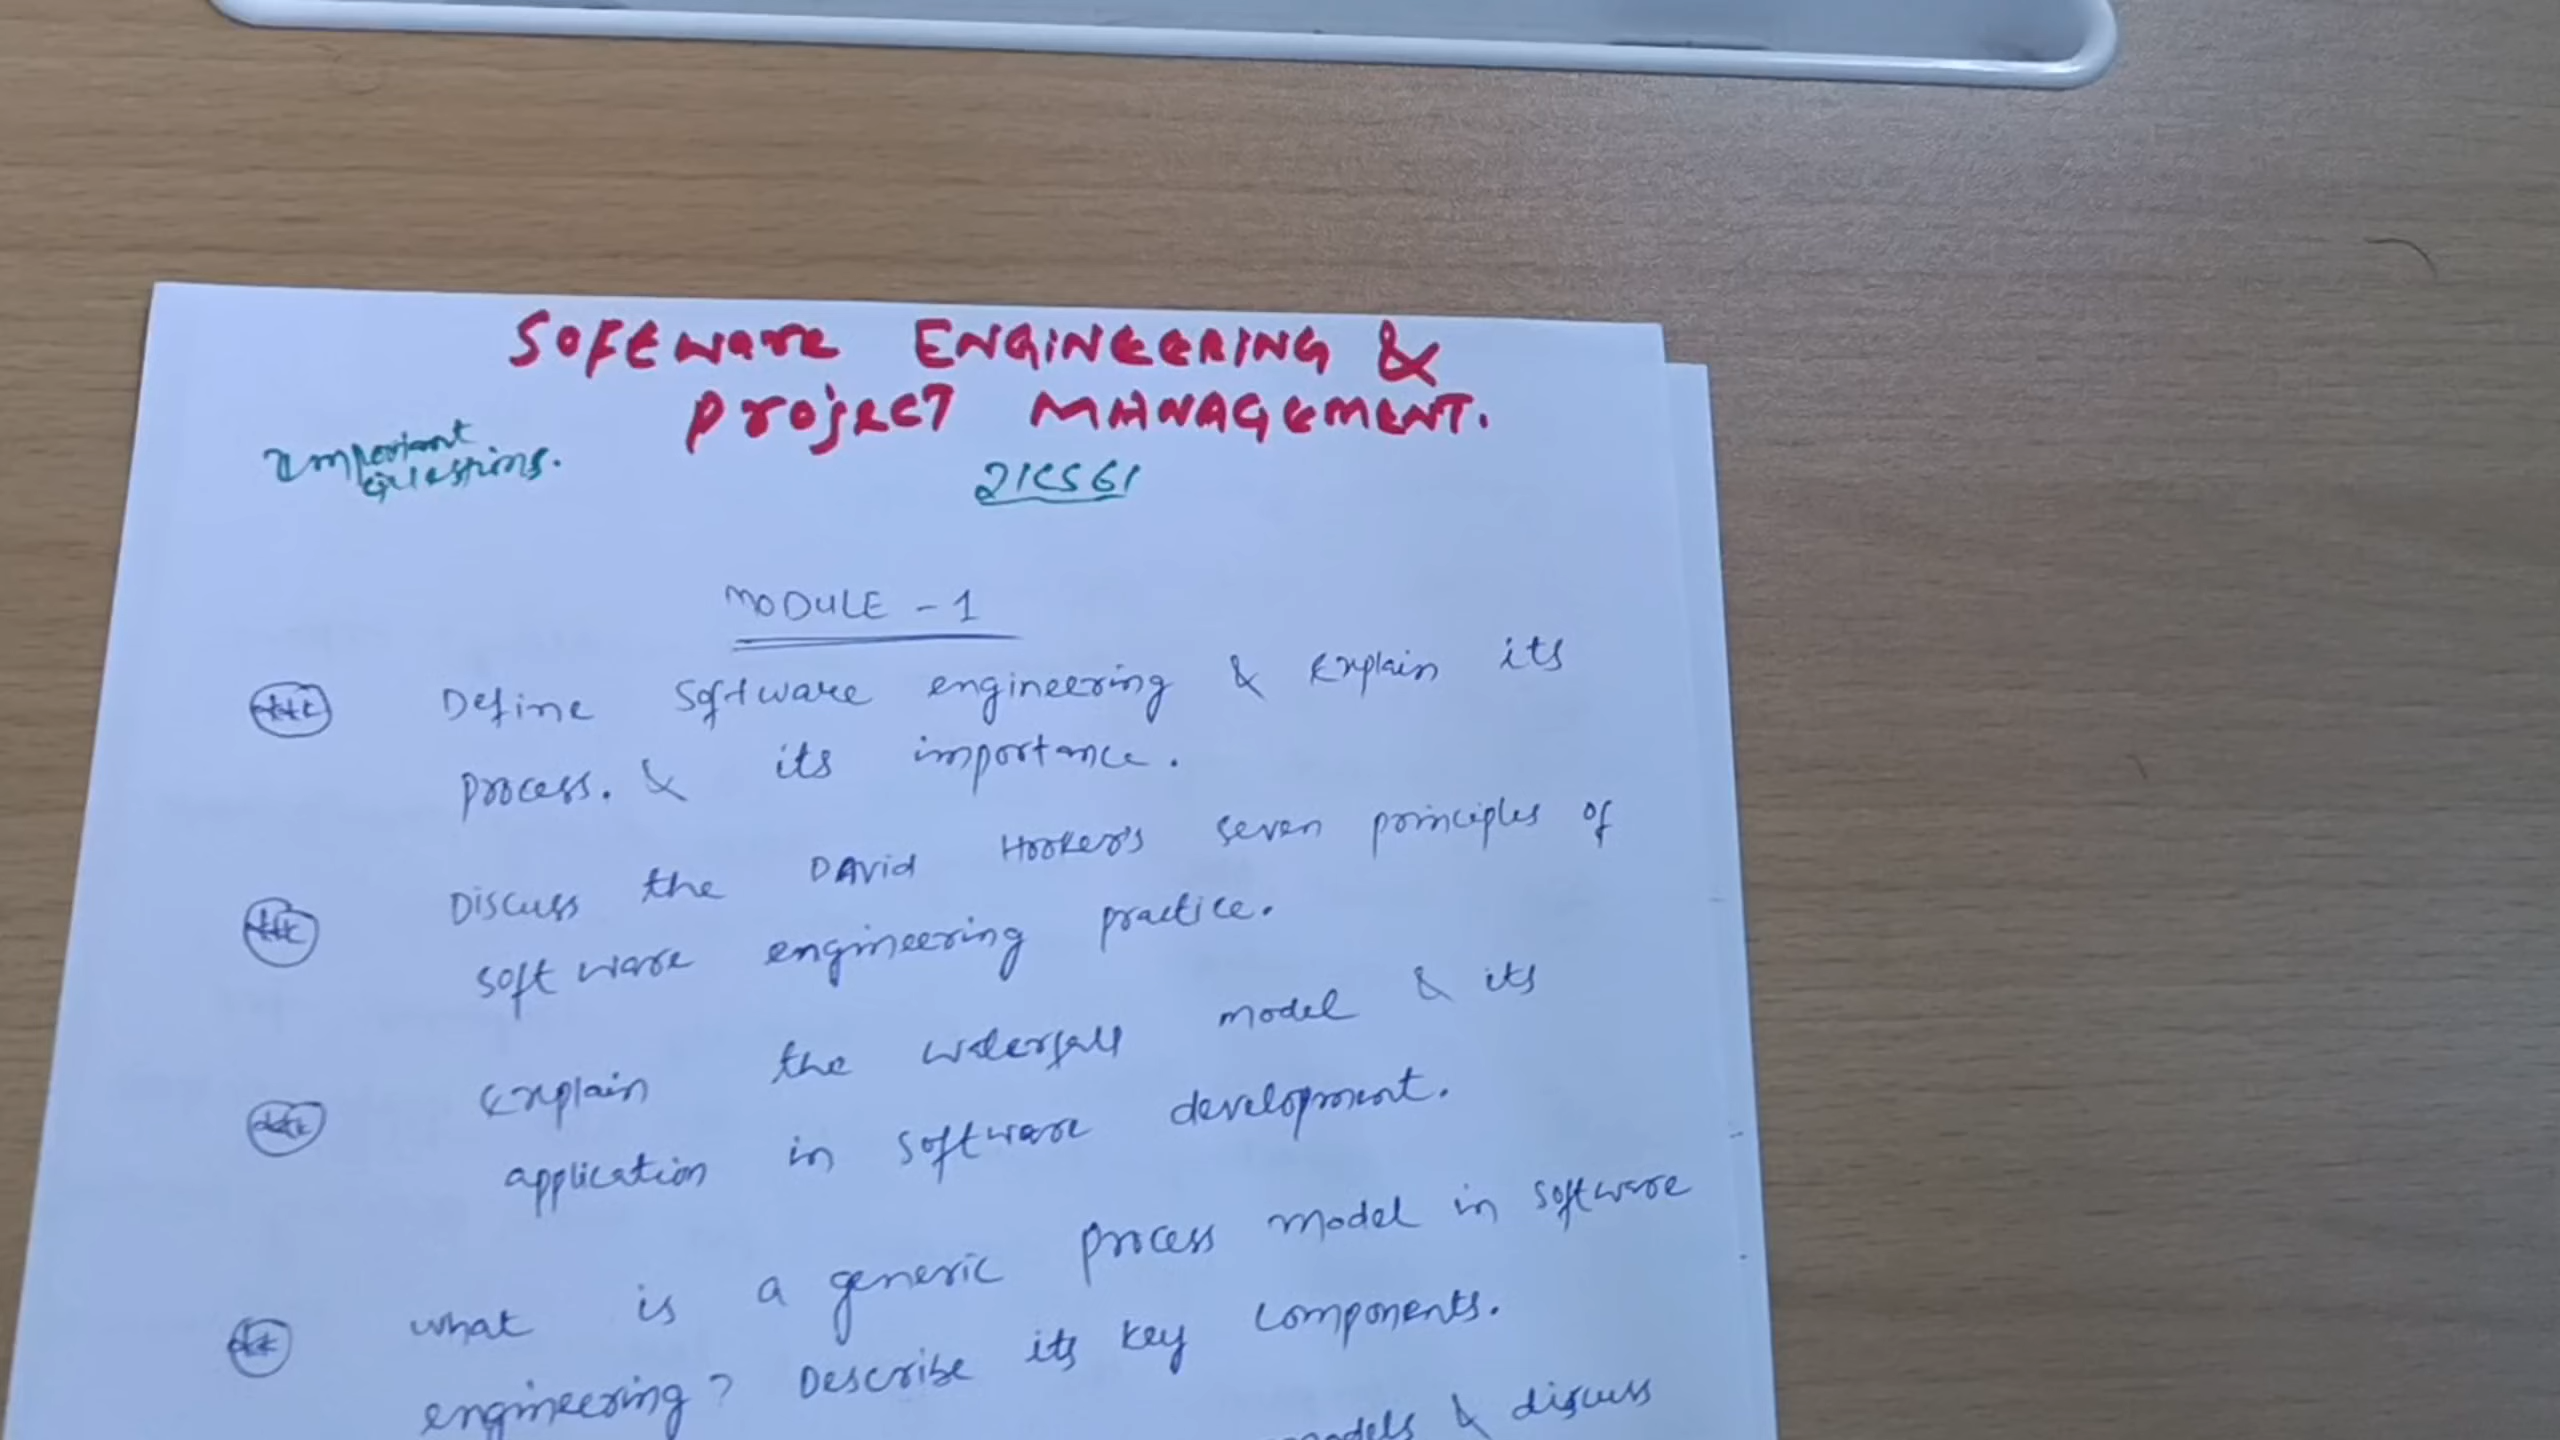 SOFtware ENGINEERING &
PROJECT MANAGEMENT.
Important
Questions.
21CS61
MODULE - 1
*** Define Software engineering & Explain its
process. & its importance.
*** Discuss the DAvid Hooker's seven principles of
software engineering practice.
*** Explain the waterfall model & its
application in software development.
** what is a generic process model in software
engineering? Describe its key components.
models & discuss